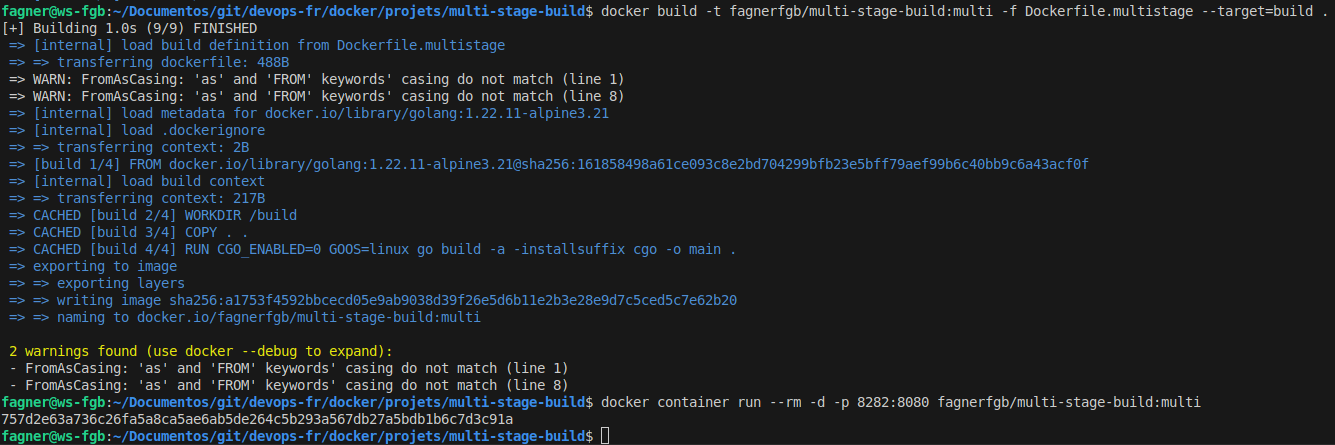 fagner@ws-fgb:~/Documentos/git/devops-fr/docker/projets/multi-stage-build$ docker build -t fagnerfgb/multi-stage-build:multi -f Dockerfile.multistage --target=build .
[+] Building 1.0s (9/9) FINISHED
=> [internal] load build definition from Dockerfile.multistage
=> => transferring dockerfile: 488B
=> WARN: FromAsCasing: 'as' and 'FROM' keywords' casing do not match (line 1)
=> WARN: FromAsCasing: 'as' and 'FROM' keywords' casing do not match (line 8)
=> [internal] load metadata for docker.io/library/golang:1.22.11-alpine3.21
=> [internal] load .dockerignore
=> => transferring context: 2B
=> [build 1/4] FROM docker.io/library/golang:1.22.11-alpine3.21@sha256:161858498a61ce093c8e2bd704299bfb23e5bff79aef99b6c40bb9c6a43acf0f
=> [internal] load build context
=> => transferring context: 217B
=> CACHED [build 2/4] WORKDIR /build
=> CACHED [build 3/4] COPY . .
=> CACHED [build 4/4] RUN CGO_ENABLED=0 GOOS=linux go build -a -installsuffix cgo -o main .
=> exporting to image
=> => exporting layers
=> => writing image sha256:a1753f4592bbcecd05e9ab9038d39f26e5d6b11e2b3e28e9d7c5ced5c7e62b20
=> => naming to docker.io/fagnerfgb/multi-stage-build:multi
2 warnings found (use docker --debug to expand):
- FromAsCasing: 'as' and 'FROM' keywords' casing do not match (line 1)
- FromAsCasing: 'as' and 'FROM' keywords' casing do not match (line 8)
fagner@ws-fgb:~/Documentos/git/devops-fr/docker/projets/multi-stage-build$ docker container run --rm -d -p 8282:8080 fagnerfgb/multi-stage-build:multi
757d2e63a736c26fa5a8ca5ae6ab5de264c5b293a567db27a5bdb1b6c7d3c91a
fagner@ws-fgb:~/Documentos/git/devops-fr/docker/projets/multi-stage-build$